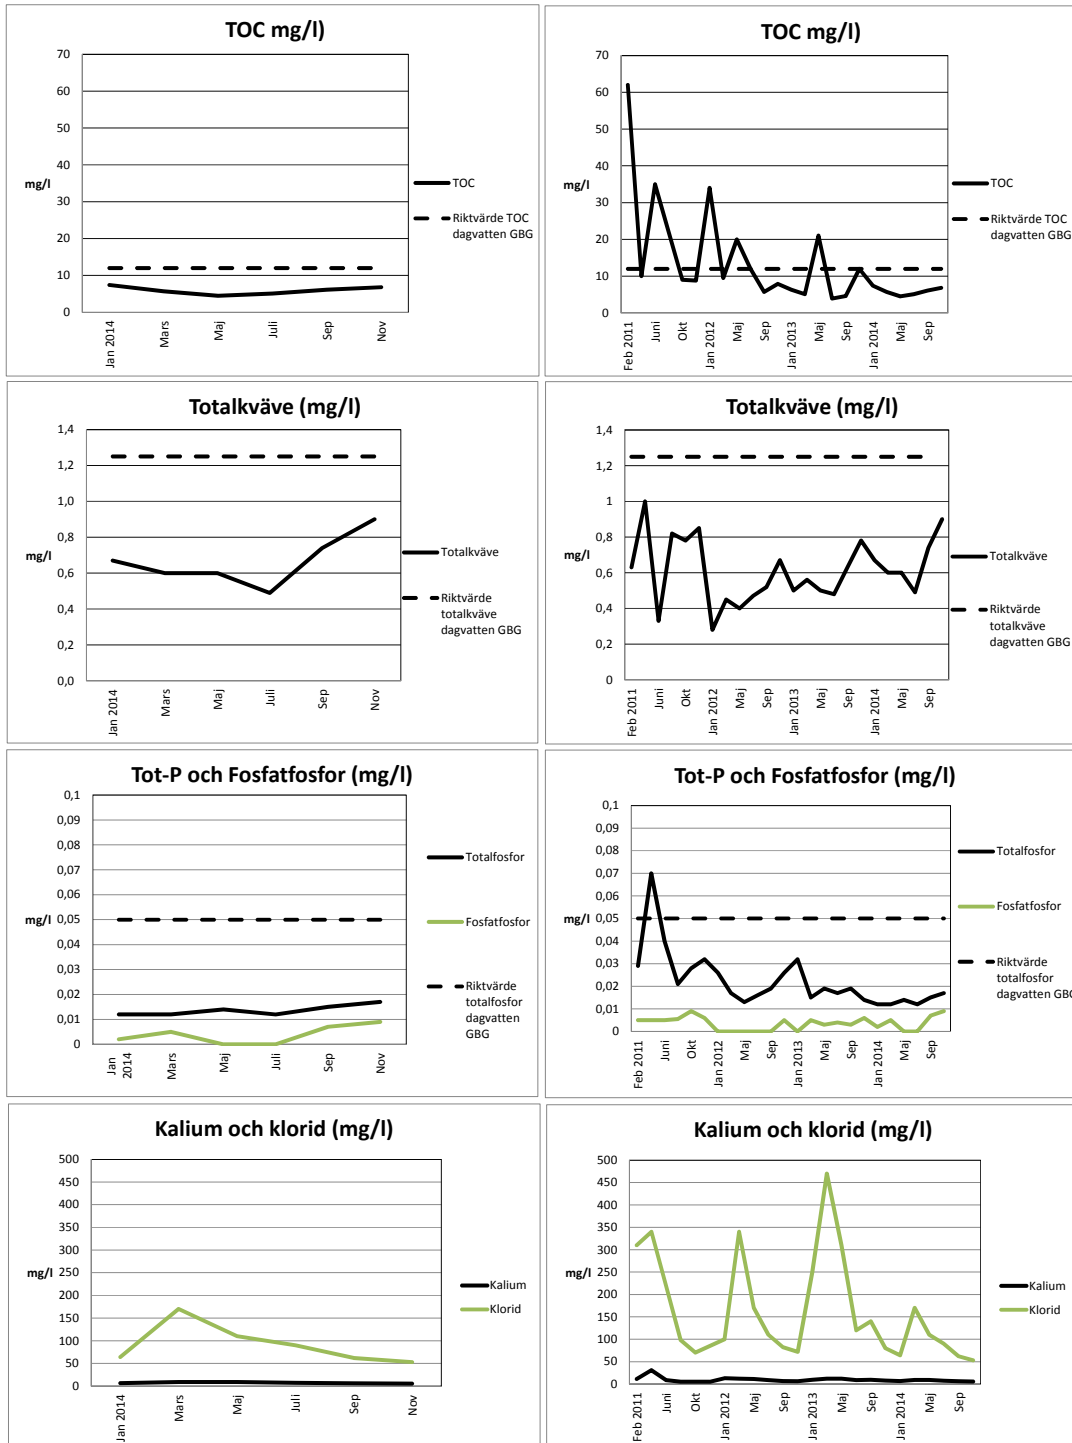 TOC mg/l)
70
60
50
40
30
20
10
0
mg/l
TOC
Riktvärde TOC
dagvatten GBG
Jan 2014
Mars
Maj
Juli
Sep
Nov
TOC mg/l)
70
60
50
40
30
20
10
0
mg/l
TOC
Riktvärde TOC
dagvatten GBG
Feb 2011
Juni
Okt
Jan 2012
Maj
Sep
Jan 2013
Maj
Sep
Jan 2014
Maj
Sep
Totalkväve (mg/l)
1,4
1,2
1,0
0,8
0,6
0,4
0,2
0,0
mg/l
Totalkväve
Riktvärde
totalkväve
dagvatten GBG
Jan 2014
Mars
Maj
Juli
Sep
Nov
Totalkväve (mg/l)
1,4
1,2
1
0,8
0,6
0,4
0,2
0
mg/l
Totalkväve
Riktvärde
totalkväve
dagvatten GBG
Feb 2011
Juni
Okt
Jan 2012
Maj
Sep
Jan 2013
Maj
Sep
Jan 2014
Maj
Sep
Tot-P och Fosfatfosfor (mg/l)
0,1
0,09
0,08
0,07
0,06
0,05
0,04
0,03
0,02
0,01
0
mg/l
Totalfosfor
Fosfatfosfor
Riktvärde
totalfosfor
dagvatten
GBG
Jan
2014
Mars
Maj
Juli
Sep
Nov
Tot-P och Fosfatfosfor (mg/l)
0,1
0,09
0,08
0,07
0,06
0,05
0,04
0,03
0,02
0,01
0
mg/l
Totalfosfor
Fosfatfosfor
Riktvärde
totalfosfor
dagvatten GBG
Feb 2011
Juni
Okt
Jan 2012
Maj
Sep
Jan 2013
Maj
Sep
Jan 2014
Maj
Sep
Kalium och klorid (mg/l)
500
450
400
350
300
250
200
150
100
50
0
mg/l
Kalium
Klorid
Jan 2014
Mars
Maj
Juli
Sep
Nov
Kalium och klorid (mg/l)
500
450
400
350
300
250
200
150
100
50
0
mg/l
Kalium
Klorid
Feb 2011
Juni
Okt
Jan 2012
Maj
Sep
Jan 2013
Maj
Sep
Jan 2014
Maj
Sep